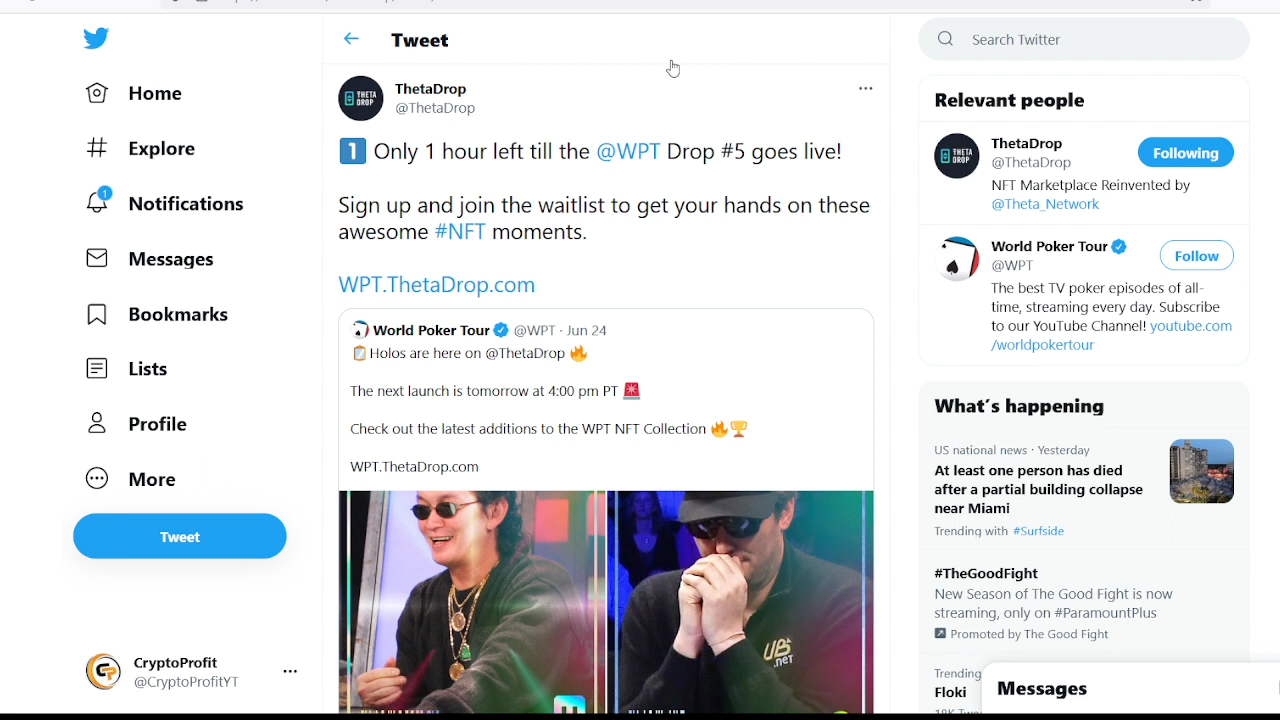 Home
Explore
1
Notifications
Messages
Bookmarks
Lists
Profile
More
Tweet
CryptoProfit
@CryptoProfitYT
Tweet
THETA DROP
ThetaDrop
@ThetaDrop
1️⃣ Only 1 hour left till the @WPT Drop #5 goes live!
Sign up and join the waitlist to get your hands on these
awesome #NFT moments.
WPT.ThetaDrop.com
World Poker Tour @WPT · Jun 24
📋Holos are here on @ThetaDrop 🔥
The next launch is tomorrow at 4:00 pm PT 🚨
Check out the latest additions to the WPT NFT Collection 🔥🏆
WPT.ThetaDrop.com
UB
.net
Search Twitter
Relevant people
THETA DROP
ThetaDrop
@ThetaDrop
Following
NFT Marketplace Reinvented by
@Theta_Network
World Poker Tour
@WPT
Follow
The best TV poker episodes of all-
time, streaming every day. Subscribe
to our YouTube Channel! youtube.com
/worldpokertour
What's happening
US national news · Yesterday
At least one person has died
after a partial building collapse
near Miami
Trending with #Surfside
#TheGoodFight
New Season of The Good Fight is now
streaming, only on #ParamountPlus
Promoted by The Good Fight
Trending
Floki
Messages